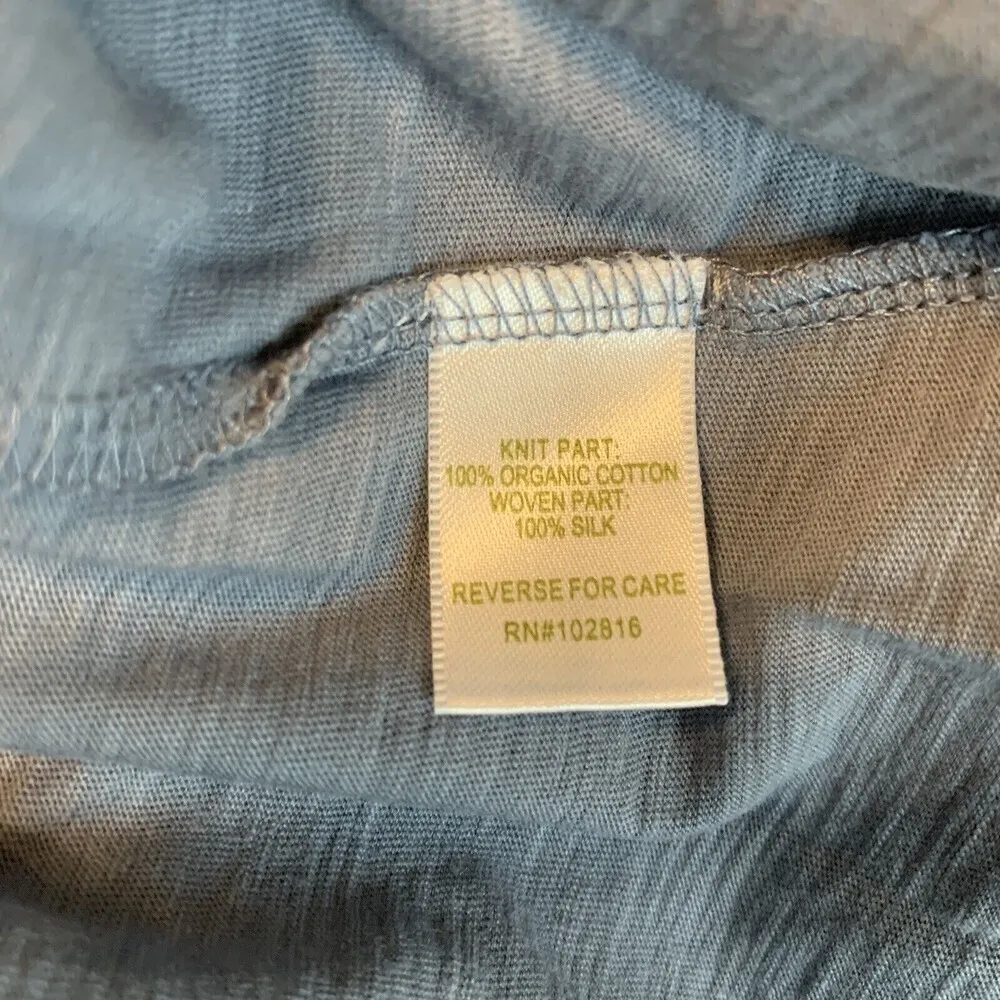 KNIT PART:
100% ORGANIC COTTON
WOVEN PART:
100% SILK
REVERSE FOR CARE
RN#102816